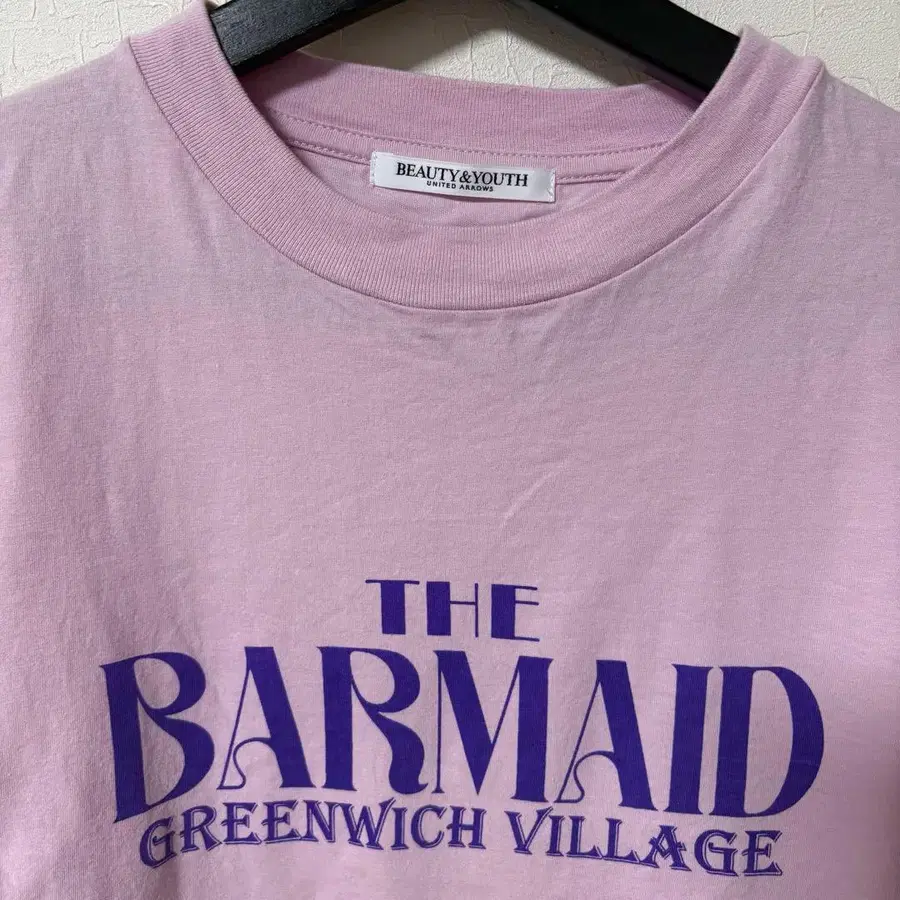 BEAUTY&YOUTH
UNITED ARROWS
THE
BARMAID
GREENWICH VILLAGE